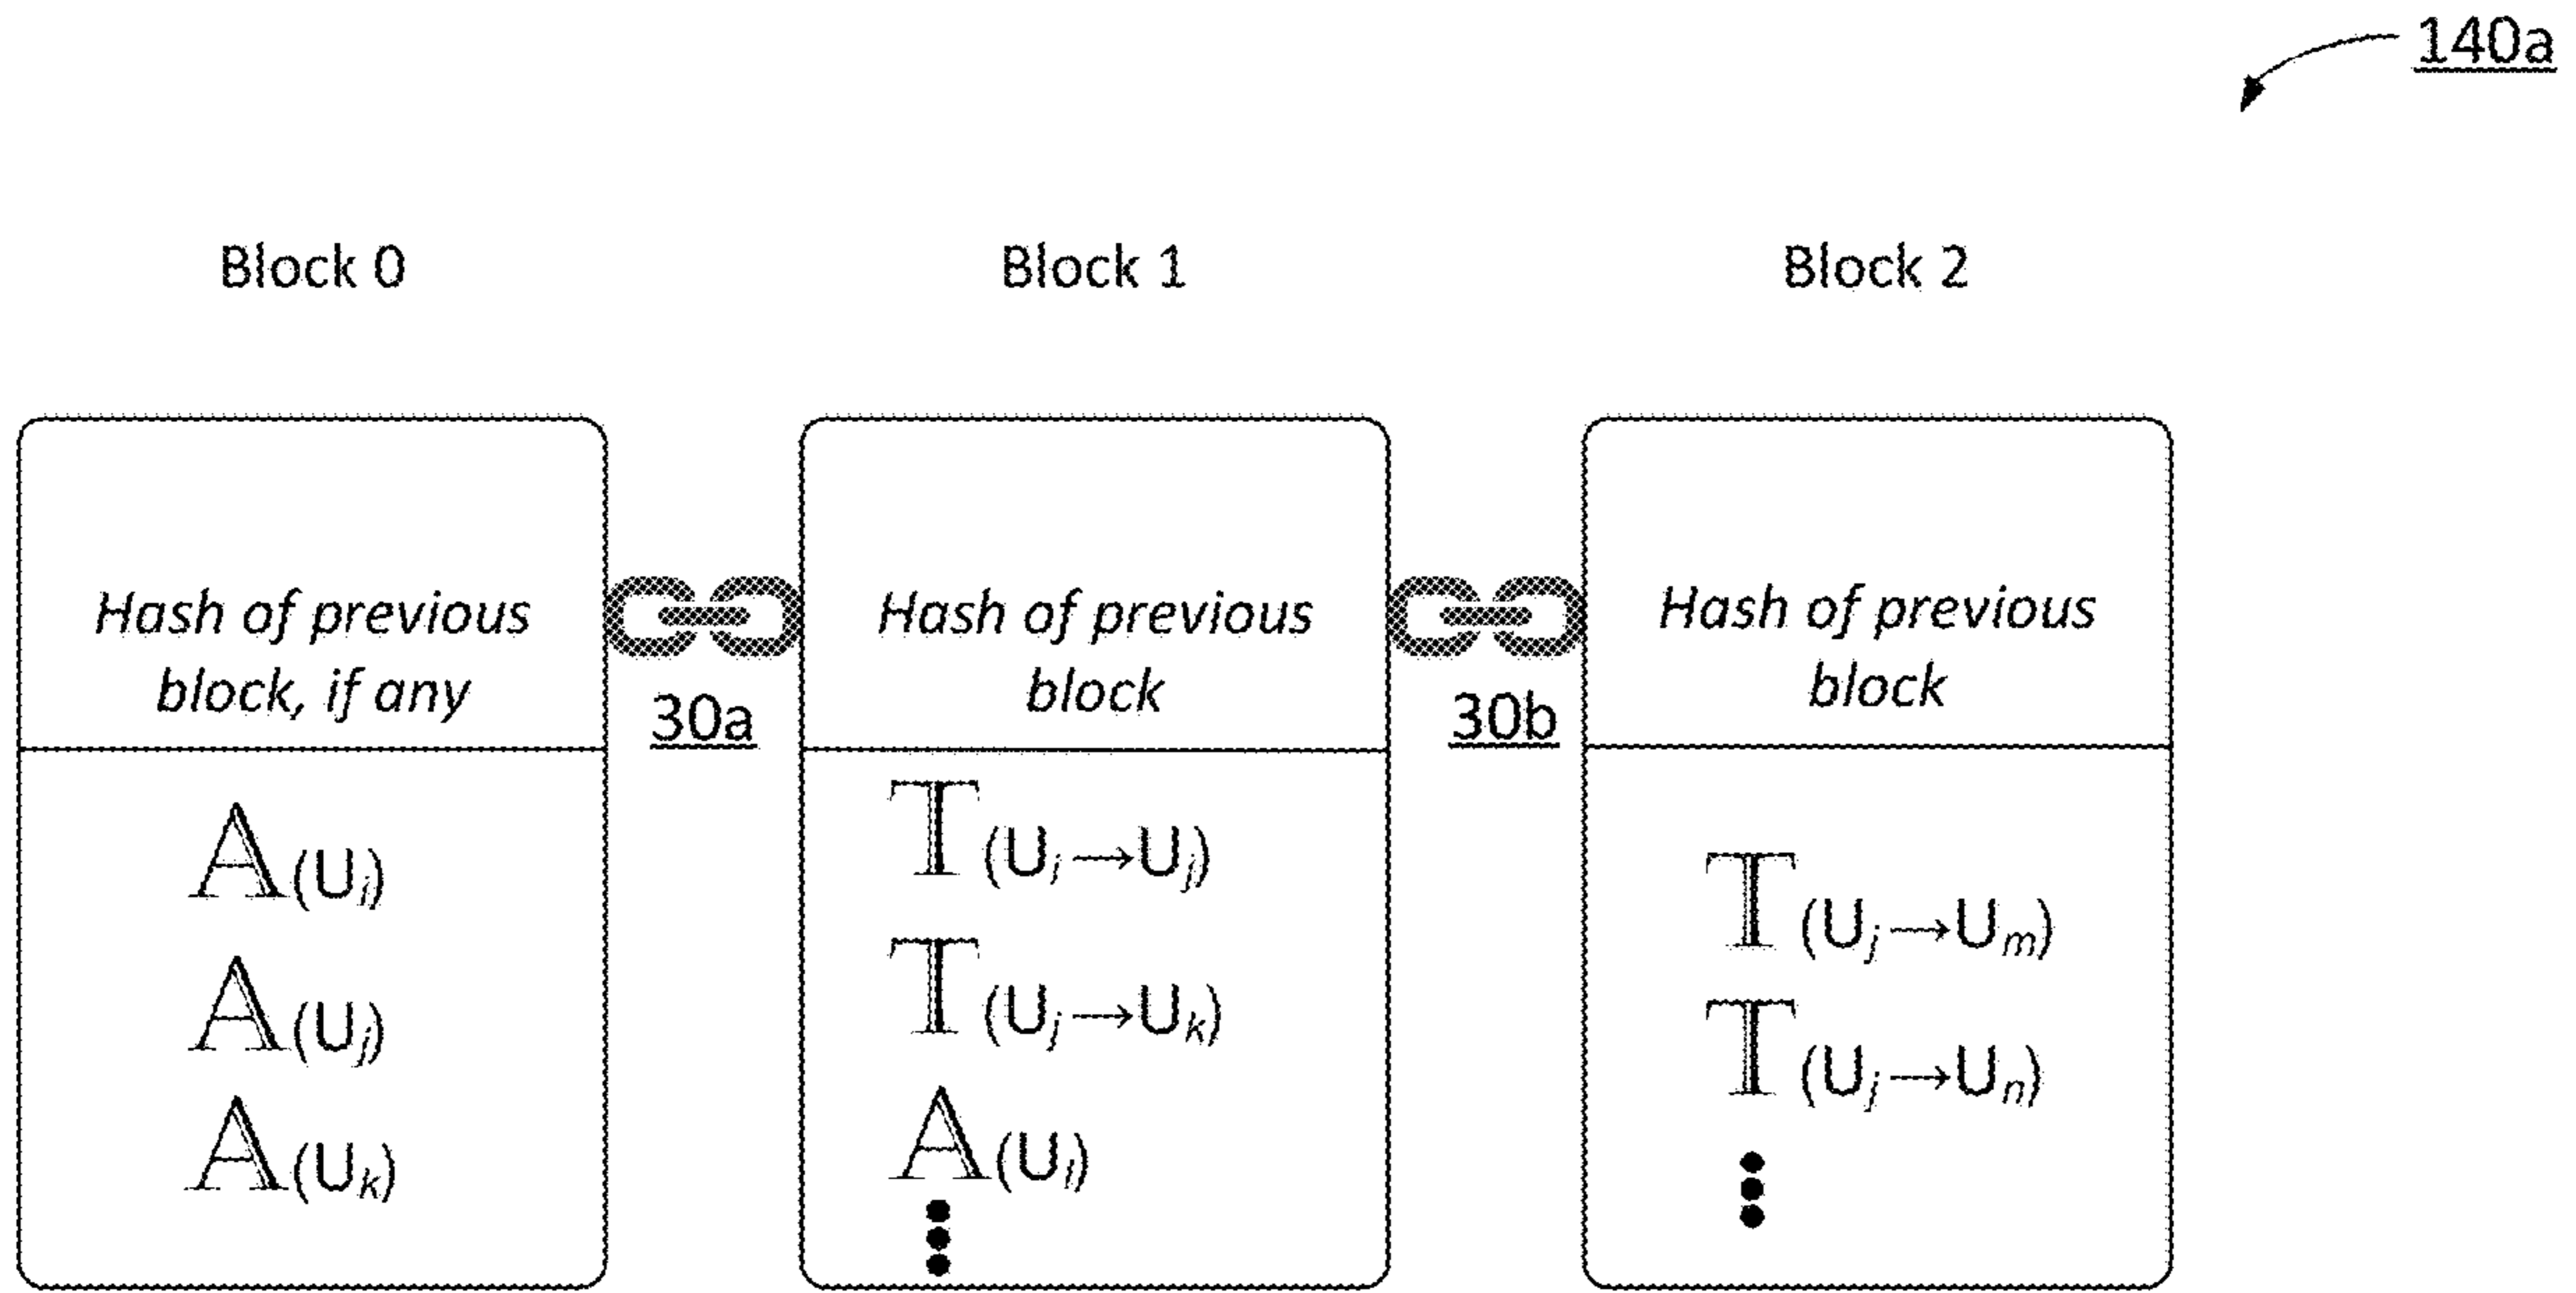 140a
Block 0
Block 1
Block 2
Hash of previous
block, if any
30a
Hash of previous
block
30b
Hash of previous
block
A(Ui)
A(Uj)
A(Uk)
T(Ui→Uj)
T(Uj→Uk)
A(Ui)
T(Uj→Um)
T(Uj→Un)